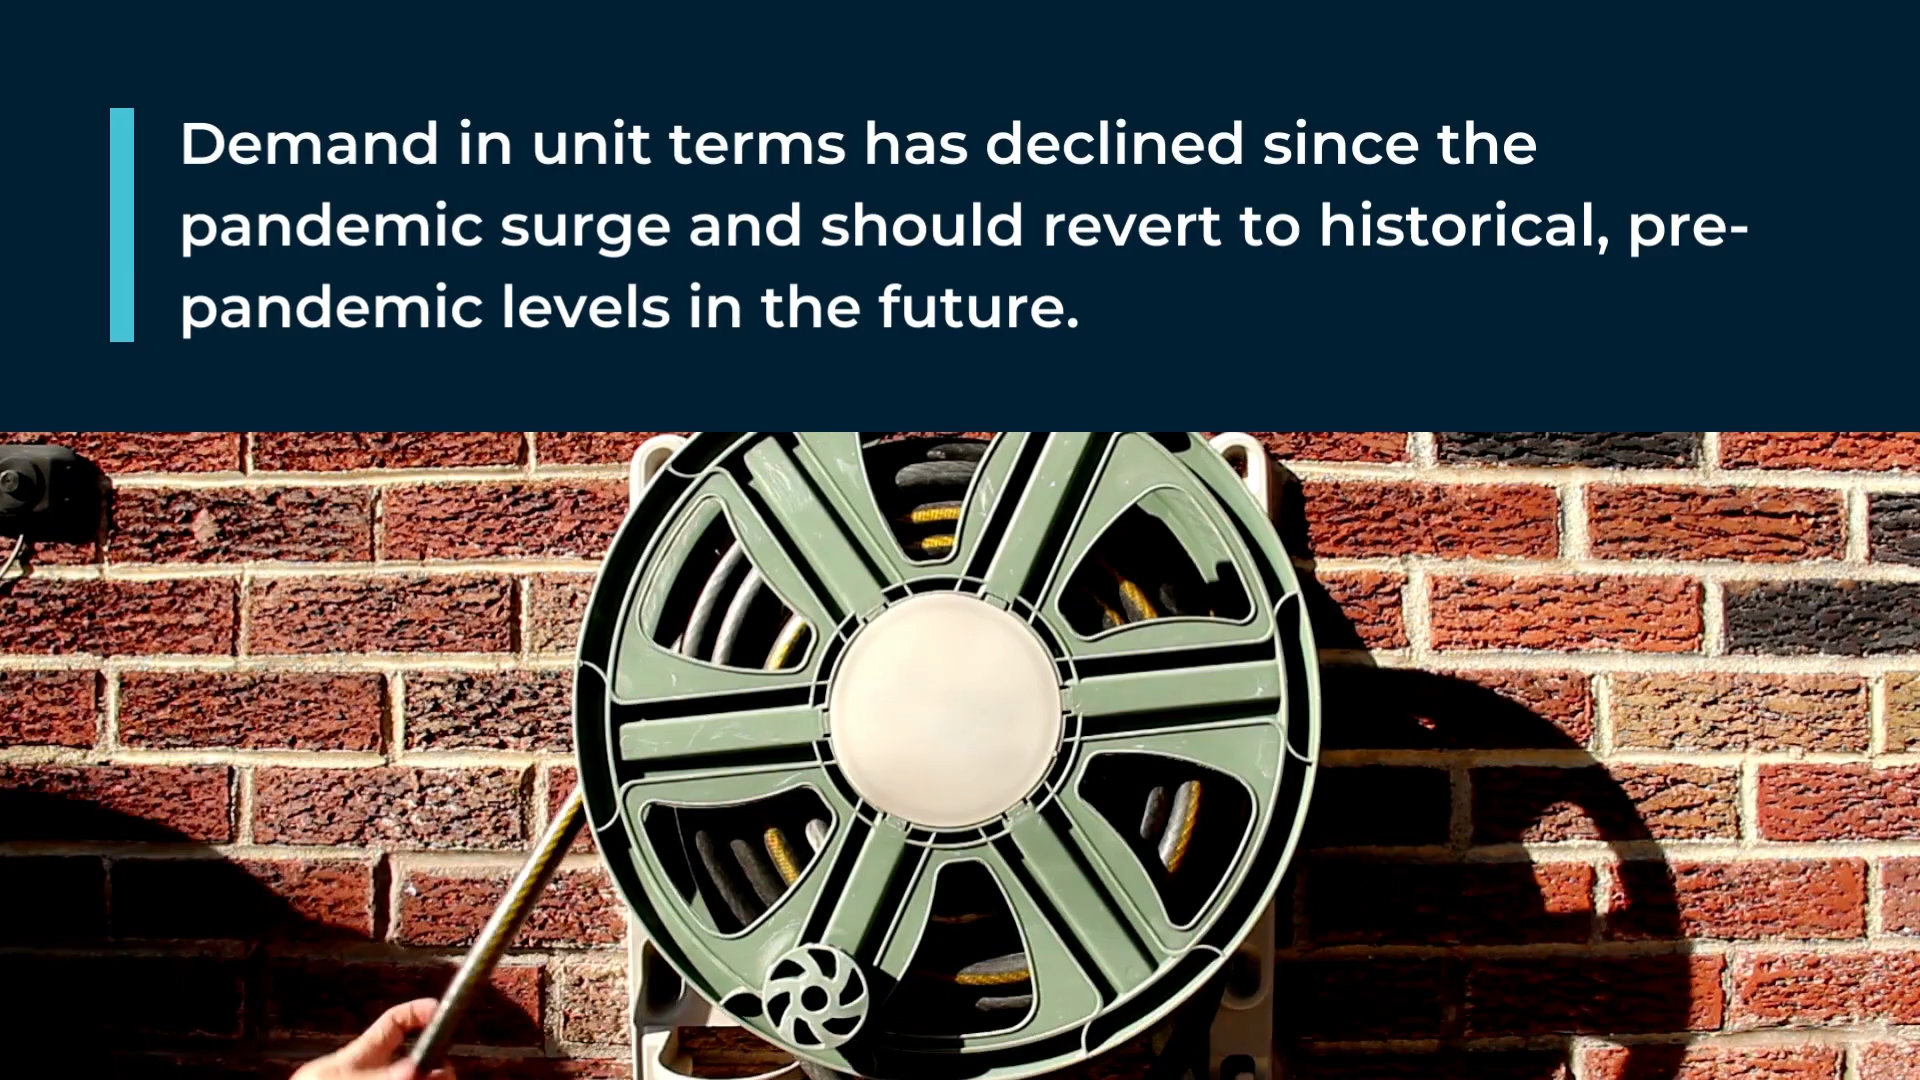 Demand in unit terms has declined since the
pandemic surge and should revert to historical, pre-
pandemic levels in the future.